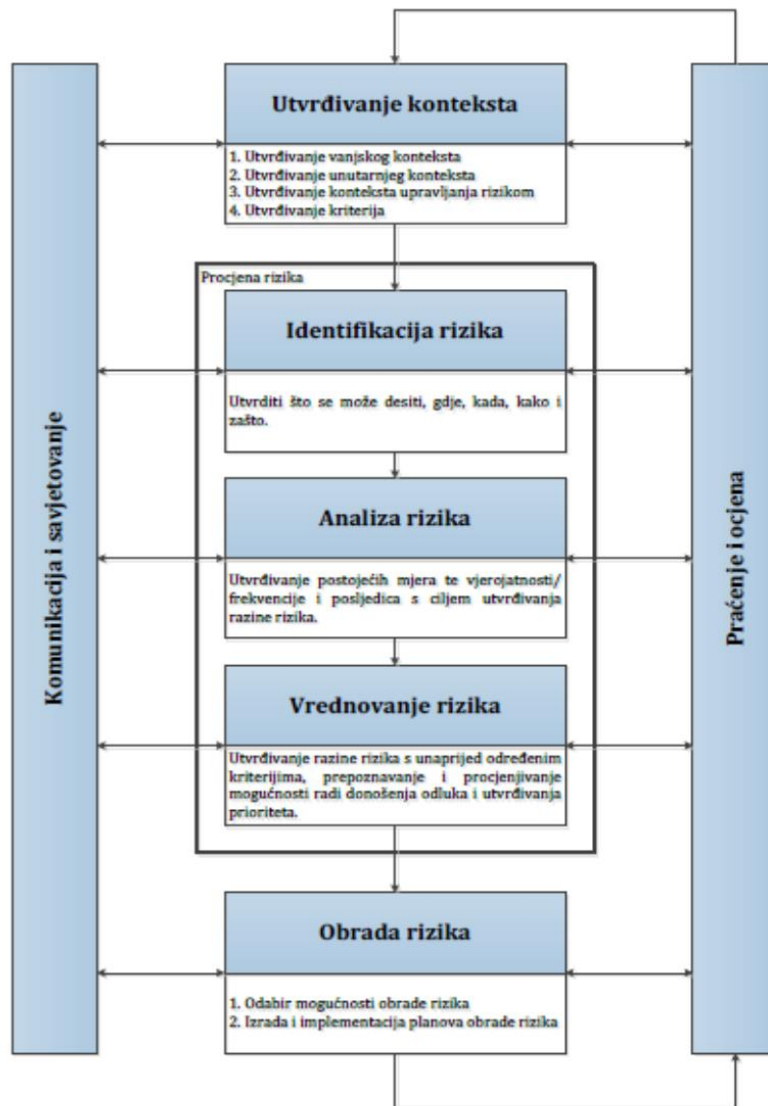 Utvrđivanje konteksta
1. Utvrđivanje vanjskog konteksta
2. Utvrđivanje unutarnjeg konteksta
3. Utvrđivanje konteksta upravljanja rizikom
4. Utvrđivanje kriterija
Procjena rizika
Identifikacija rizika
Utvrditi što se može desiti, gdje, kada, kako i
zašto.
Analiza rizika
Utvrđivanje postojećih mjera te vjerojatnosti/
frekvencije i posljedica s ciljem utvrđivanja
razine rizika.
Vrednovanje rizika
Utvrđivanje razine rizika s unaprijed određenim
kriterijima, prepoznavanje i procjenjivanje
mogućnosti radi donošenja odluka i utvrđivanja
prioriteta.
Obrada rizika
1. Odabir mogućnosti obrade rizika
2. Izrada i implementacija planova obrade rizika
Komunikacija i savjetovanje
Praćenje i ocjena